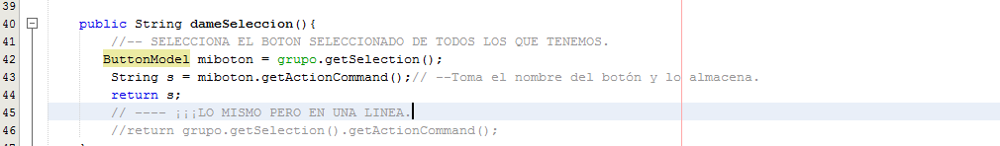 39
40 public String dameSeleccion(){
41 //-- SELECCIONA EL BOTON SELECCIONADO DE TODOS LOS QUE TENEMOS.
42 ButtonModel miboton = grupo.getSelection();
43 String s = miboton.getActionCommand();// --Toma el nombre del botón y lo almacena.
44 return s;
45 // ---- ¡¡¡LO MISMO PERO EN UNA LINEA.
46 //return grupo.getSelection().getActionCommand();